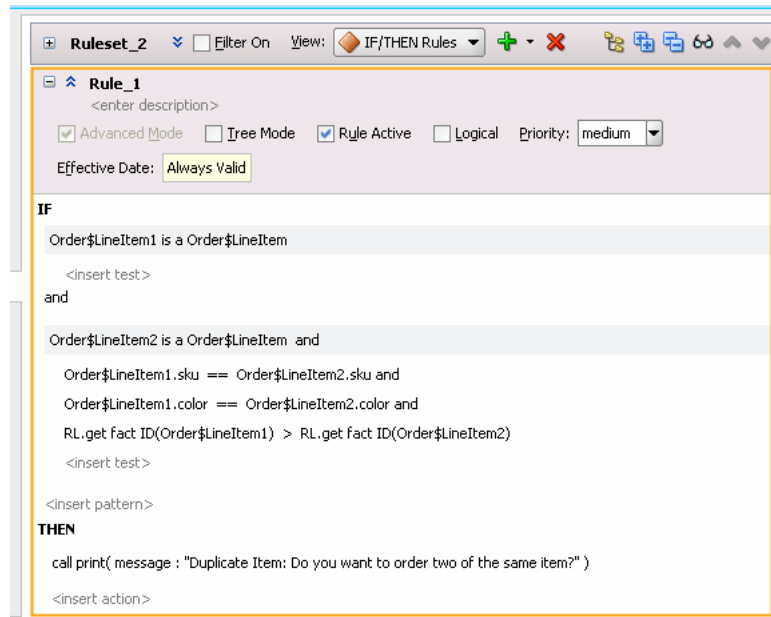 Ruleset_2 Filter On View: IF/THEN Rules
Rule_1
<enter description>
Advanced Mode Tree Mode Rule Active Logical Priority: medium
Effective Date: Always Valid
IF
Order$LineItem1 is a Order$LineItem
<insert test>
and
Order$LineItem2 is a Order$LineItem and
Order$LineItem1.sku == Order$LineItem2.sku and
Order$LineItem1.color == Order$LineItem2.color and
RL.get fact ID(Order$LineItem1) > RL.get fact ID(Order$LineItem2)
<insert test>
<insert pattern>
THEN
call print( message : "Duplicate Item: Do you want to order two of the same item?" )
<insert action>